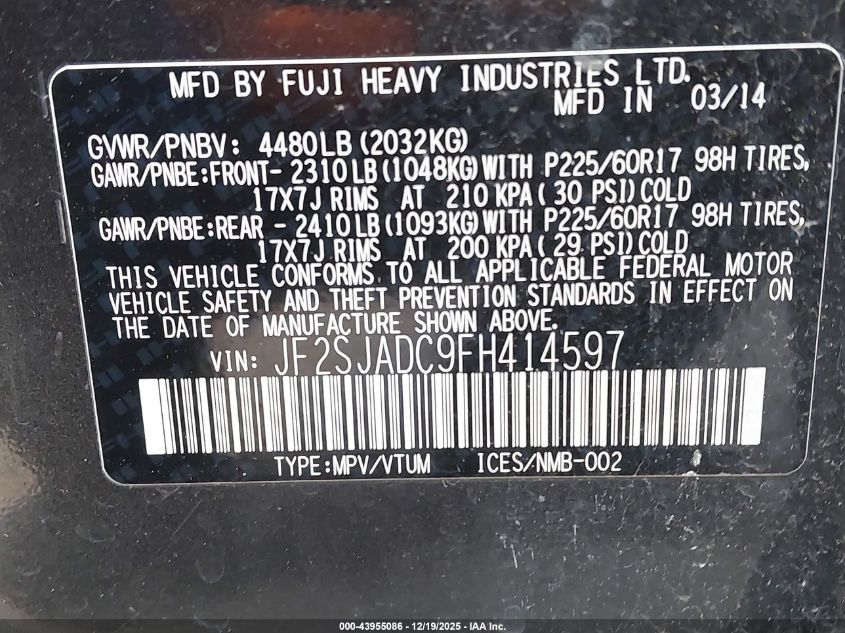 MFD BY FUJI HEAVY INDUSTRIES LTD.
MFD IN 03/14
GVWR/PNBV: 4480LB (2032KG)
GAWR/PNBE:FRONT- 2310LB (1048KG)WITH P225/60R17 98H TIRES,
17X7J RIMS AT 210 KPA( 30 PSI)COLD
GAWR/PNBE:REAR - 2410LB (1093KG)WITH P225/60R17 98H TIRES,
17X7J RIMS AT 200 KPA( 29 PSI)COLD
THIS VEHICLE CONFORMS TO ALL APPLICABLE FEDERAL MOTOR
VEHICLE SAFETY AND THEFT PREVENTION STANDARDS IN EFFECT ON
THE DATE OF MANUFACTURE SHOWN ABOVE.
VIN: JF2SJADC9FH414597
TYPE:MPV/VTUM ICES/NMB-002
000-43955086 - 12/19/2025 - IAA Inc.